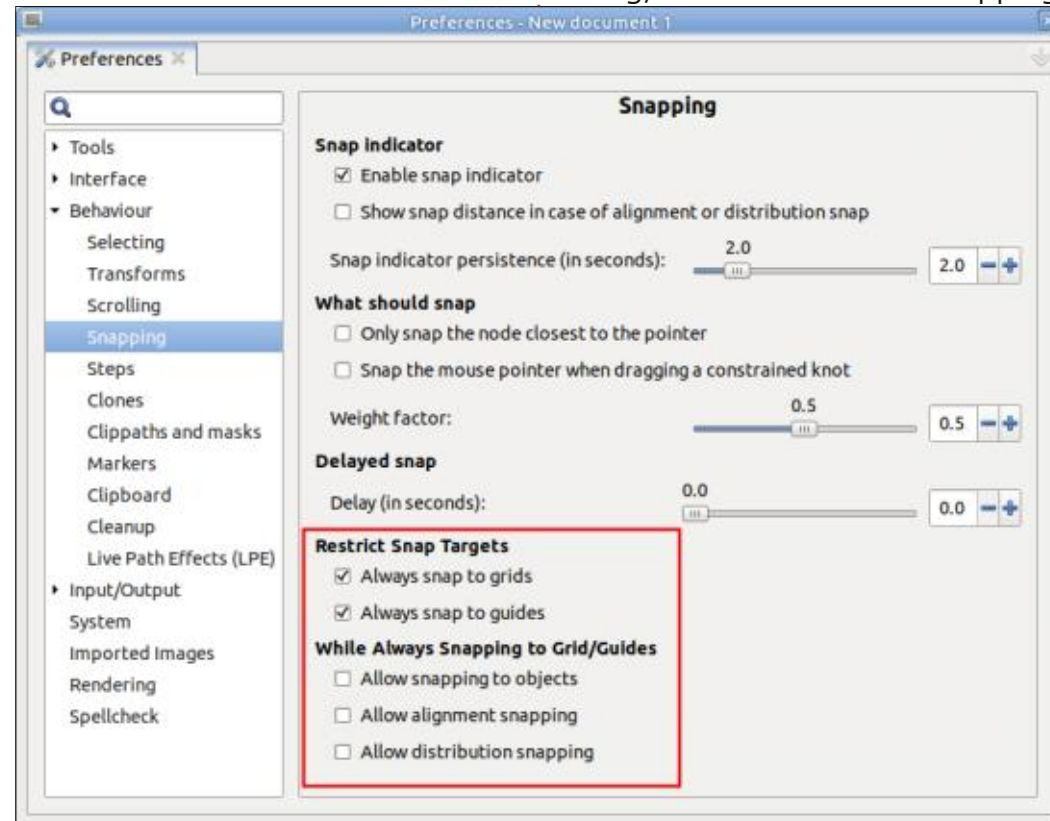 Preferences - New document 1
Preferences
Snapping
Tools
Interface
Behaviour
Selecting
Transforms
Scrolling
Snapping
Steps
Clones
Clippaths and masks
Markers
Clipboard
Cleanup
Live Path Effects (LPE)
Input/Output
System
Imported Images
Rendering
Spellcheck
Snap indicator
Enable snap indicator
Show snap distance in case of alignment or distribution snap
2.0
Snap indicator persistence (in seconds): 2.0
What should snap
Only snap the node closest to the pointer
Snap the mouse pointer when dragging a constrained knot
0.5
Weight factor: 0.5
Delayed snap
0.0
Delay (in seconds): 0.0
Restrict Snap Targets
Always snap to grids
Always snap to guides
While Always Snapping to Grid/Guides
Allow snapping to objects
Allow alignment snapping
Allow distribution snapping